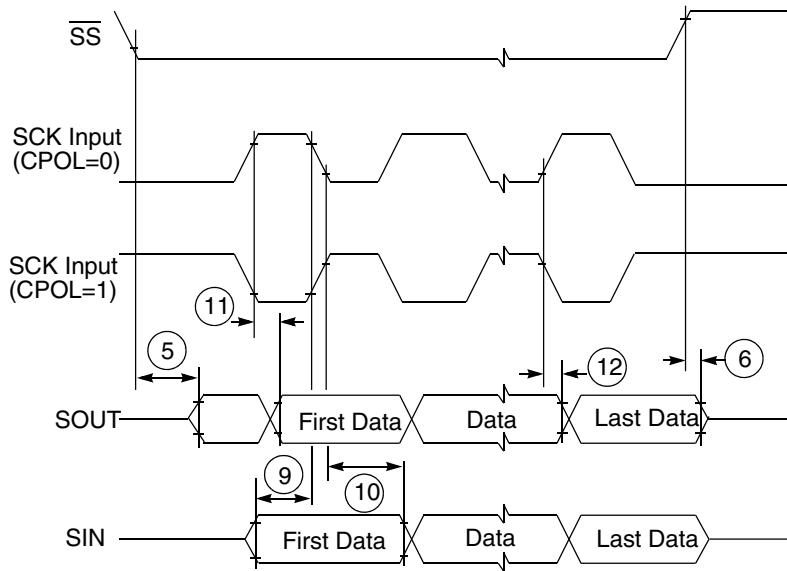 SS
SCK Input
(CPOL=0)
SCK Input
(CPOL=1)
11
5
12
6
SOUT
First Data
Data
Last Data
9
10
SIN
First Data
Data
Last Data